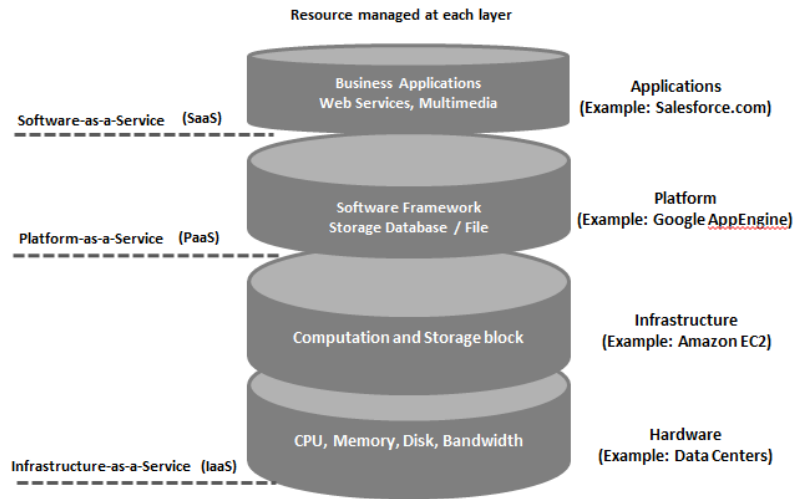 Resource managed at each layer
Business Applications
Web Services, Multimedia
Applications
(Example: Salesforce.com)
Software-as-a-Service (SaaS)
Software Framework
Storage Database / File
Platform
(Example: Google AppEngine)
Platform-as-a-Service (PaaS)
Computation and Storage block
Infrastructure
(Example: Amazon EC2)
CPU, Memory, Disk, Bandwidth
Hardware
(Example: Data Centers)
Infrastructure-as-a-Service (IaaS)